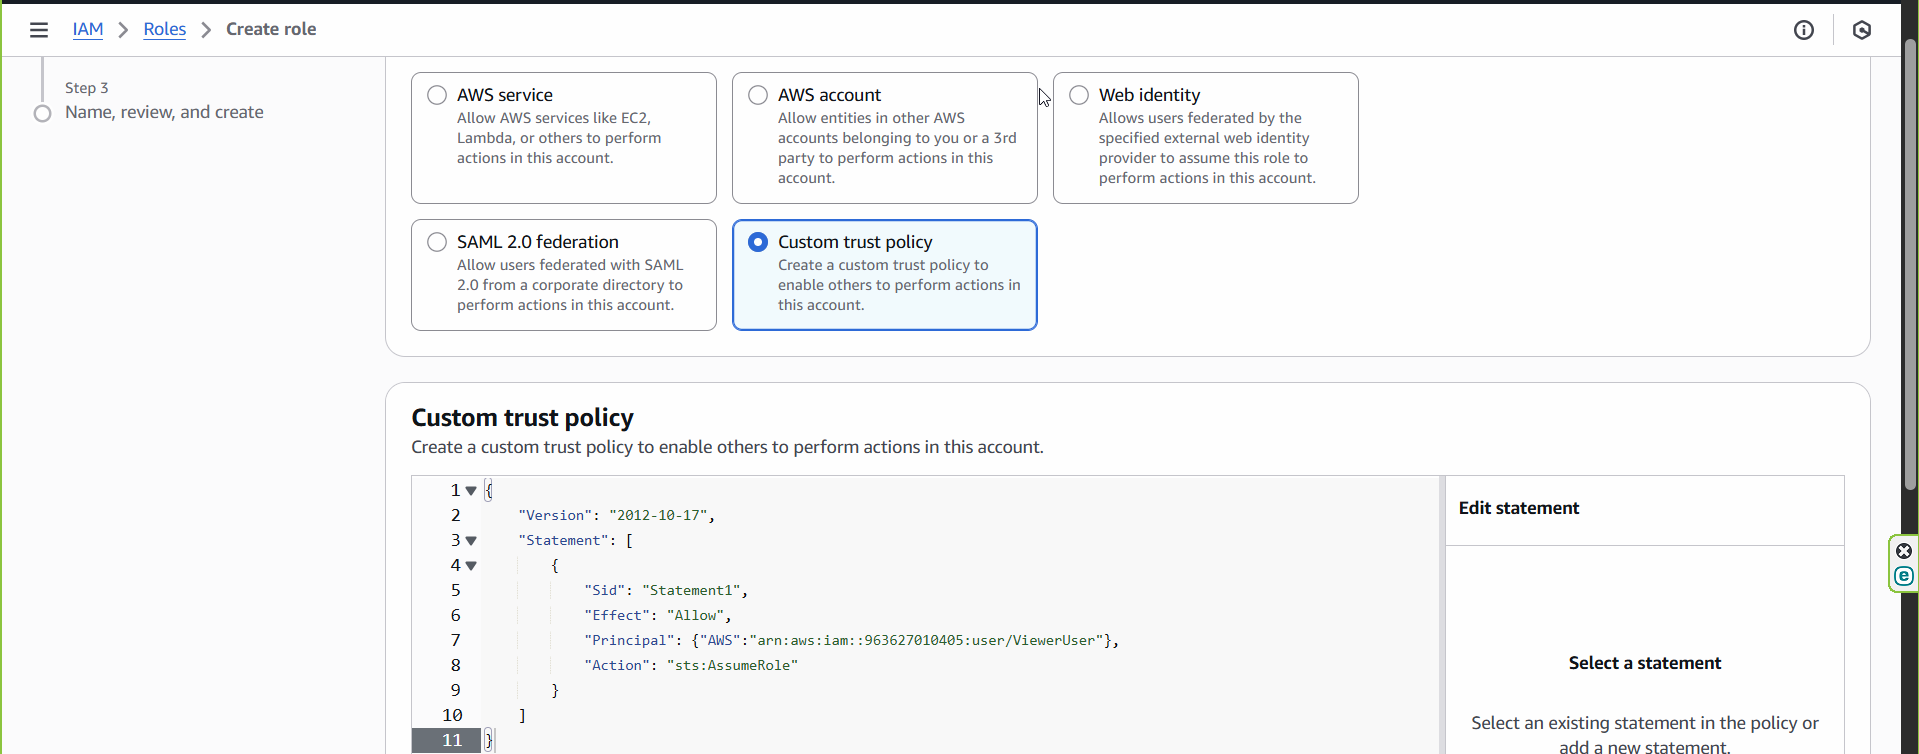 IAM > Roles > Create role
Step 3
Name, review, and create
AWS service
Allow AWS services like EC2,
Lambda, or others to perform
actions in this account.
AWS account
Allow entities in other AWS
accounts belonging to you or a 3rd
party to perform actions in this
account.
Web identity
Allows users federated by the
specified external web identity
provider to assume this role to
perform actions in this account.
SAML 2.0 federation
Allow users federated with SAML
2.0 from a corporate directory to
perform actions in this account.
Custom trust policy
Create a custom trust policy to
enable others to perform actions in
this account.
Custom trust policy
Create a custom trust policy to enable others to perform actions in this account.
1 {
2 "Version": "2012-10-17",
3 "Statement": [
4 {
5 "Sid": "Statement1",
6 "Effect": "Allow",
7 "Principal": {"AWS":"arn:aws:iam::963627010405:user/ViewerUser"},
8 "Action": "sts:AssumeRole"
9 }
10 ]
11 }
Edit statement
Select a statement
Select an existing statement in the policy or
add a new statement.